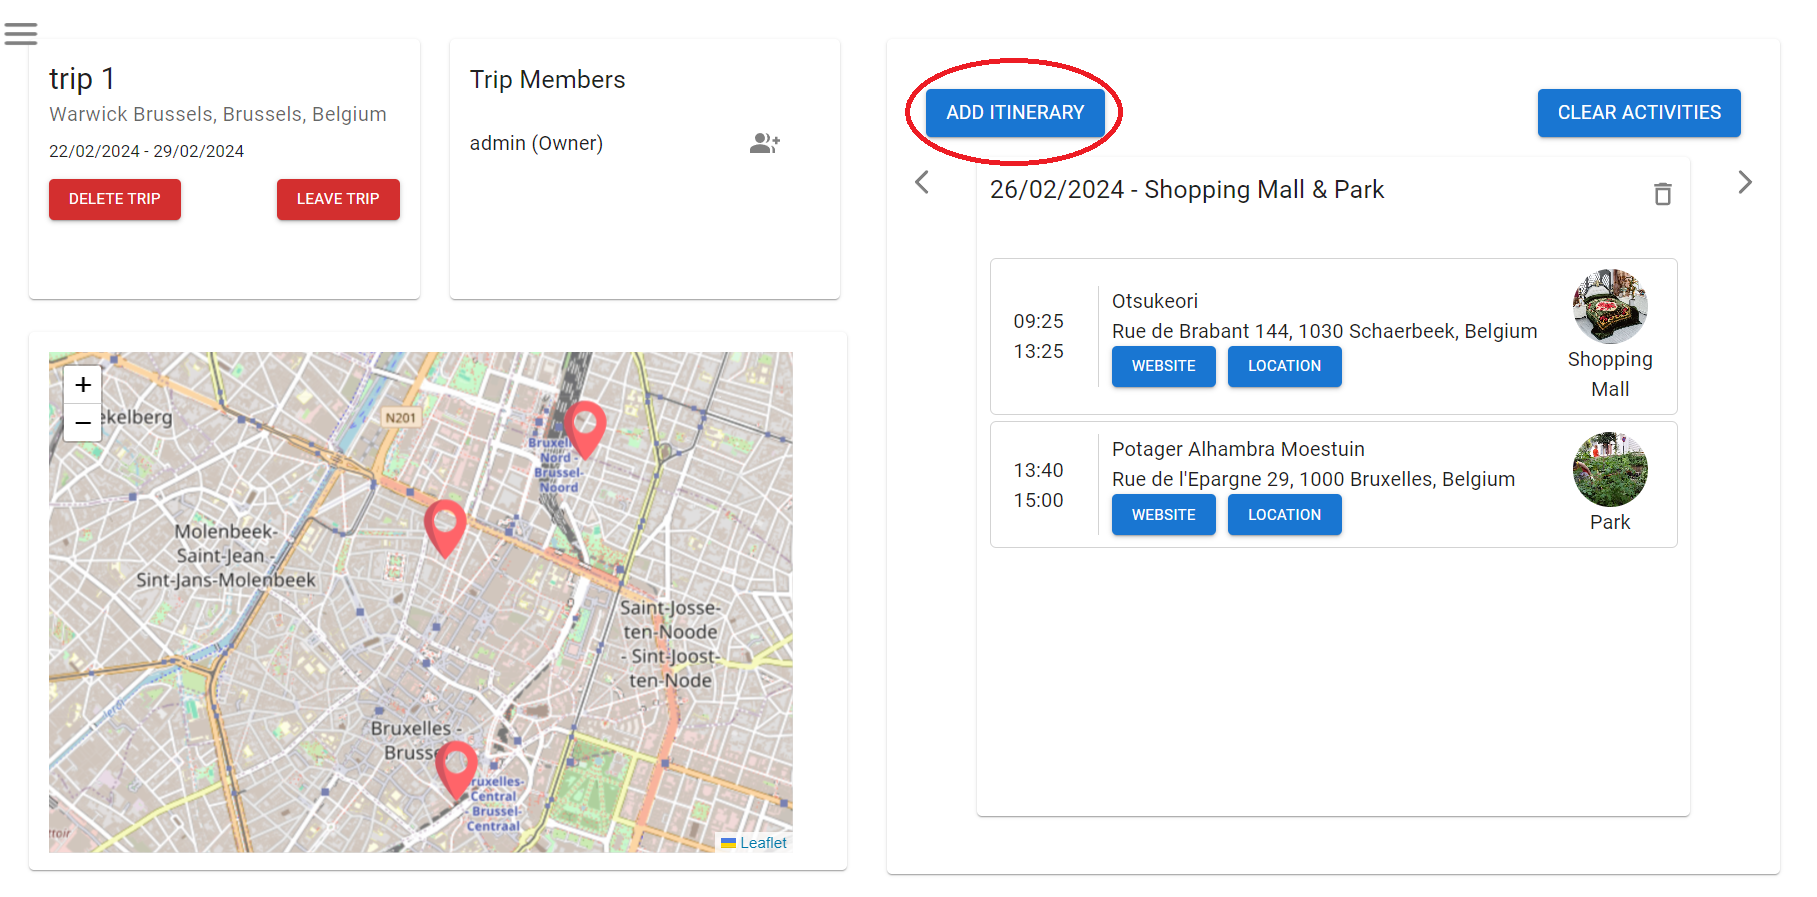 trip 1
Warwick Brussels, Brussels, Belgium
22/02/2024 - 29/02/2024
DELETE TRIP
LEAVE TRIP
Trip Members
admin (Owner)
+
−
ekelberg
N201
Bruxel
Nord -
Brussel-
Noord
Molenbeek-
Saint-Jean -
Sint-Jans-Molenbeek
Saint-Josse-
ten-Noode
- Sint-Joost-
ten-Node
Bruxelles -
Brusse
ruxelles-
Central
- Brussel-
Centraal
Leaflet
ADD ITINERARY
CLEAR ACTIVITIES
26/02/2024 - Shopping Mall & Park
09:25
13:25
Otsukeori
Rue de Brabant 144, 1030 Schaerbeek, Belgium
WEBSITE
LOCATION
Shopping
Mall
13:40
15:00
Potager Alhambra Moestuin
Rue de l'Epargne 29, 1000 Bruxelles, Belgium
WEBSITE
LOCATION
Park